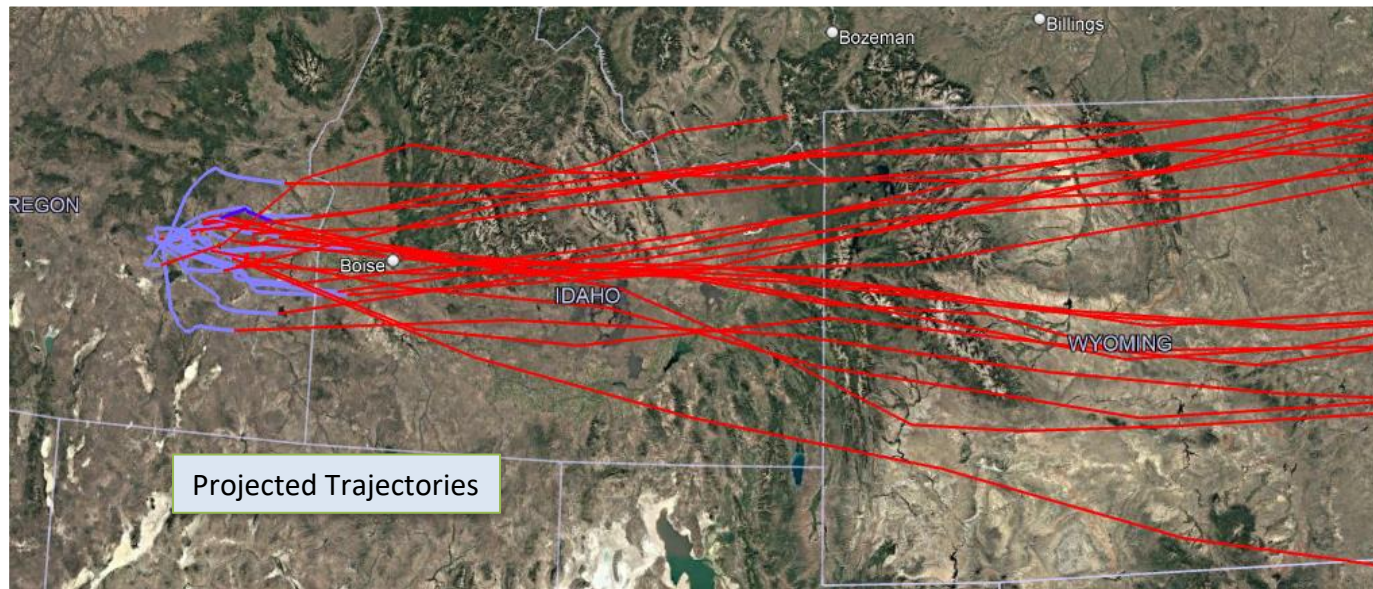 Billings
Bozeman
REGON
Boise
IDAHO
WYOMING
Projected Trajectories